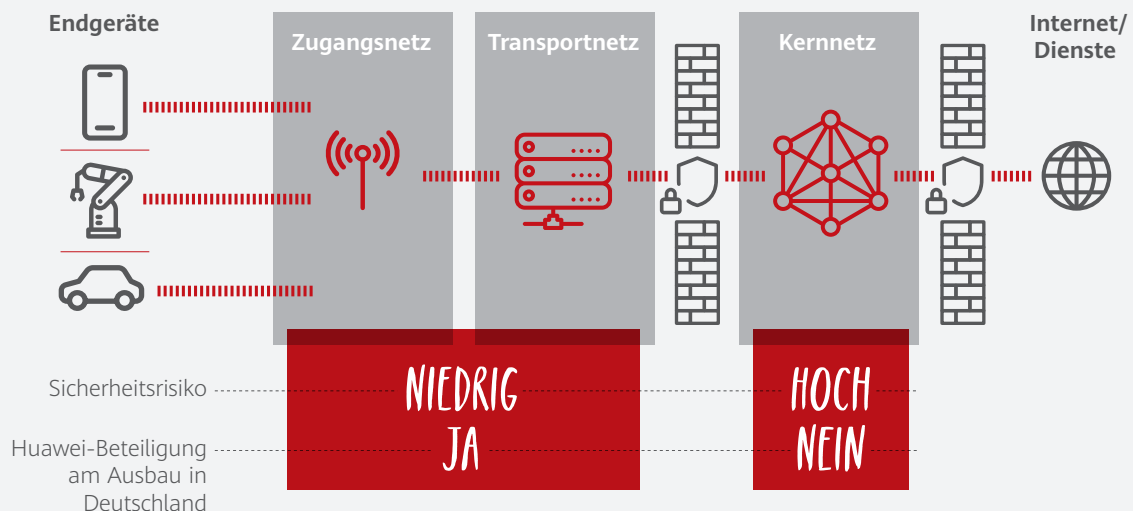 Endgeräte
Zugangsnetz
Transportnetz
Kernnetz
Internet/
Dienste
Sicherheitsrisiko
NIEDRIG
HOCH
Huawei-Beteiligung
am Ausbau in
Deutschland
JA
NEIN